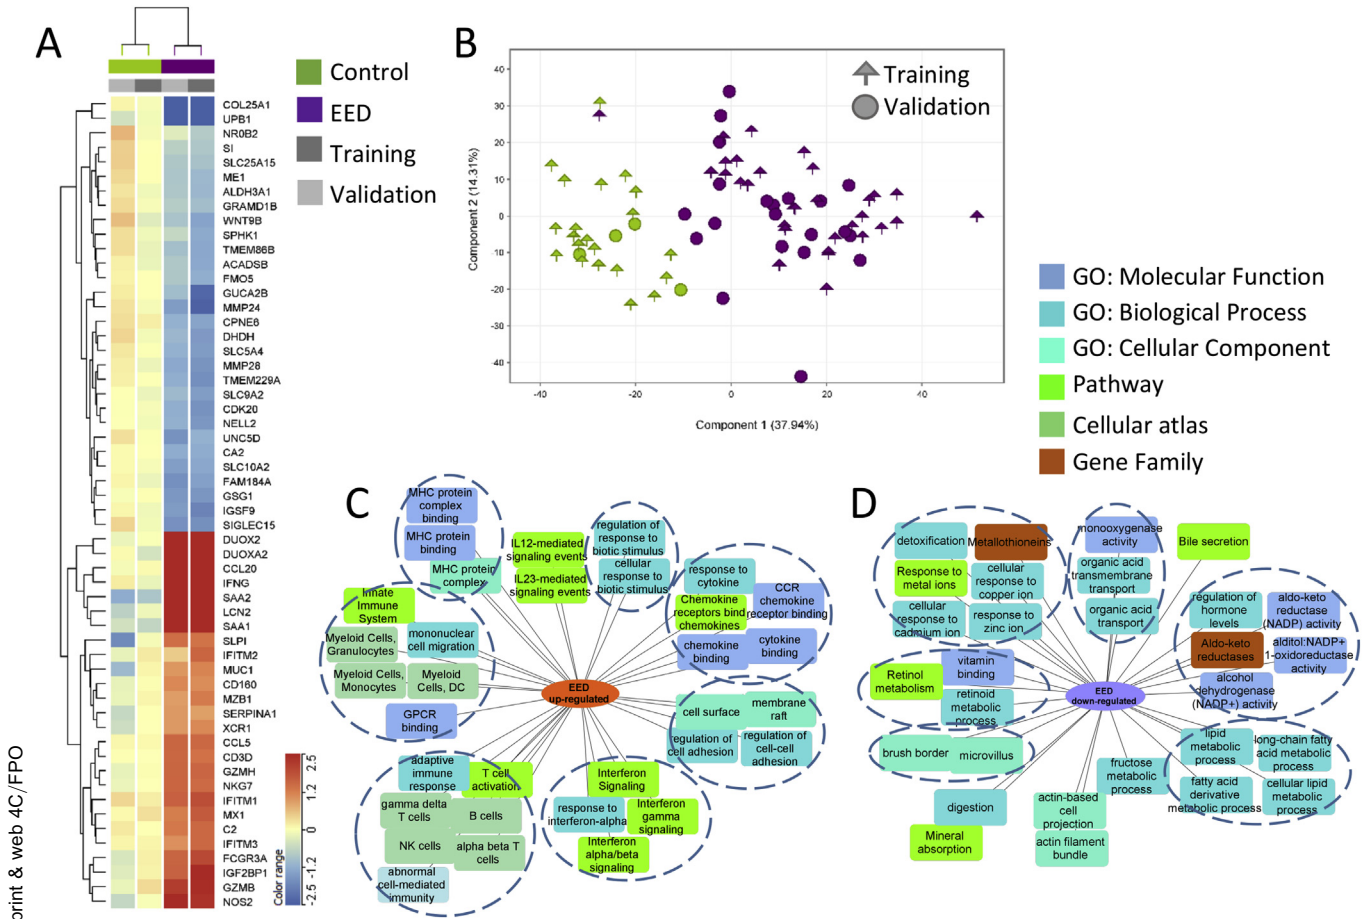 A
Control
EED
Training
Validation
COL25A1
UPB1
NR0B2
SI
SLC25A15
ME1
ALDH3A1
GRAMD1B
WNT9B
SPHK1
TMEM86B
ACADSB
FMO5
GUCA2B
MMP24
CPNE6
DHDH
SLC5A4
MMP28
TMEM229A
SLC9A2
CDK20
NELL2
UNC5D
CA2
SLC10A2
FAM184A
GSG1
IGSF9
SIGLEC15
DUOX2
DUOXA2
CCL20
IFNG
SAA2
LCN2
SAA1
SLPI
IFITM2
MUC1
CD160
MZB1
SERPINA1
XCR1
CCL5
CD3D
GZMH
NKG7
IFITM1
MX1
C2
IFITM3
FCGR3A
IGF2BP1
GZMB
NOS2
Color range
2.5
1.2
0
-1.2
-2.5
print & web 4C/FPO
B
Training
Validation
Component 2 (14.31%)
40
30
20
10
0
-10
-20
-30
-40
-40
-20
0
20
40
Component 1 (37.94%)
GO: Molecular Function
GO: Biological Process
GO: Cellular Component
Pathway
Cellular atlas
Gene Family
C
MHC protein
complex
binding
MHC protein
binding
MHC protein
complex
IL12-mediated
signaling events
IL23-mediated
signaling events
regulation of
response to
biotic stimulus
cellular
response to
biotic stimulus
response to
cytokine
CCR
chemokine
receptor binding
Chemokine
receptors bind
chemokines
chemokine
binding
cytokine
binding
Innate
Immune
System
Myeloid Cells,
Granulocytes
mononuclear
cell migration
Myeloid Cells,
Monocytes
Myeloid
Cells, DC
GPCR
binding
EED
up-regulated
cell surface
membrane
raft
regulation of
cell adhesion
regulation of
cell-cell
adhesion
adaptive
immune
response
T cell
activation
gamma delta
T cells
B cells
NK cells
alpha beta T
cells
abnormal
cell-mediated
immunity
Interferon
Signaling
response to
interferon-alpha
Interferon
gamma
signaling
Interferon
alpha/beta
signaling
D
detoxification
Metallothioneins
Response to
metal ions
cellular
response to
copper ion
cellular
response to
cadmium ion
response to
zinc ion
monooxygenase
activity
organic acid
transmembrane
transport
organic acid
transport
Bile secretion
regulation of
hormone
levels
aldo-keto
reductase
(NADP) activity
Aldo-keto
reductases
alditol:NADP+
1-oxidoreductase
activity
alcohol
dehydrogenase
(NADP+) activity
Retinol
metabolism
vitamin
binding
retinoid
metabolic
process
EED
down-regulated
brush border
microvillus
digestion
Mineral
absorption
actin-based
cell
projection
actin filament
bundle
fructose
metabolic
process
lipid
metabolic
process
long-chain fatty
acid metabolic
process
fatty acid
derivative
metabolic process
cellular lipid
metabolic
process